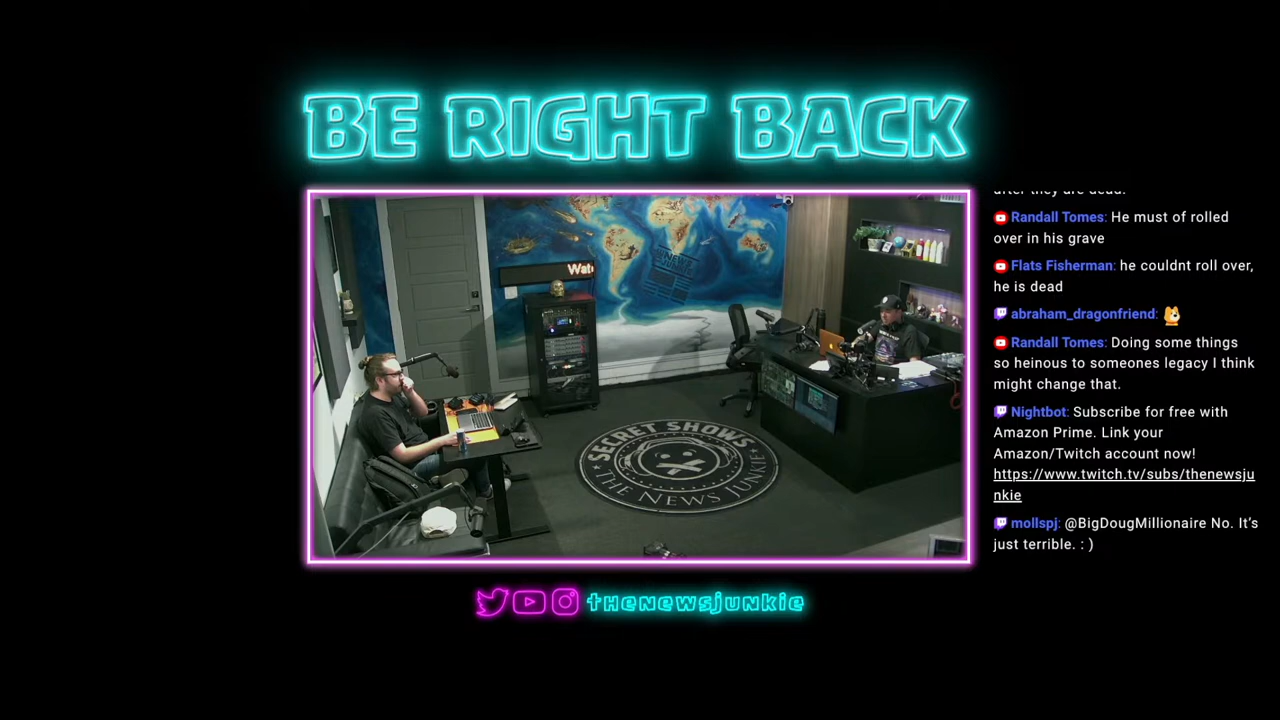 BE RIGHT BACK
after they are dead.
Randall Tomes: He must of rolled
over in his grave
Flats Fisherman: he couldnt roll over,
he is dead
abraham_dragonfriend:
Randall Tomes: Doing some things
so heinous to someones legacy I think
might change that.
Nightbot: Subscribe for free with
Amazon Prime. Link your
Amazon/Twitch account now!
https://www.twitch.tv/subs/thenewsju
nkie
mollspj: @BigDougMillionaire No. It's
just terrible. : )
Wat
SECRET SHOWS
THE NEWS JUNKIE
thenewsjunkie